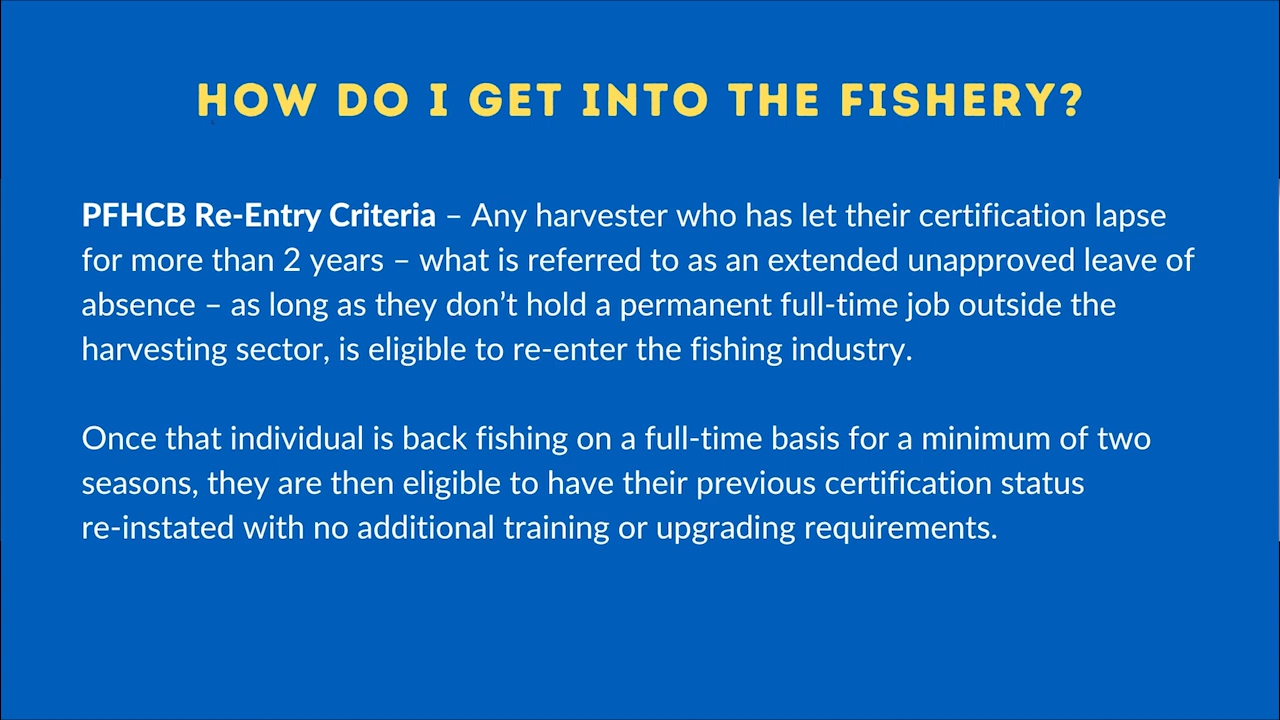 HOW DO I GET INTO THE FISHERY?
PFHCB Re-Entry Criteria – Any harvester who has let their certification lapse
for more than 2 years – what is referred to as an extended unapproved leave of
absence – as long as they don’t hold a permanent full-time job outside the
harvesting sector, is eligible to re-enter the fishing industry.
Once that individual is back fishing on a full-time basis for a minimum of two
seasons, they are then eligible to have their previous certification status
re-instated with no additional training or upgrading requirements.